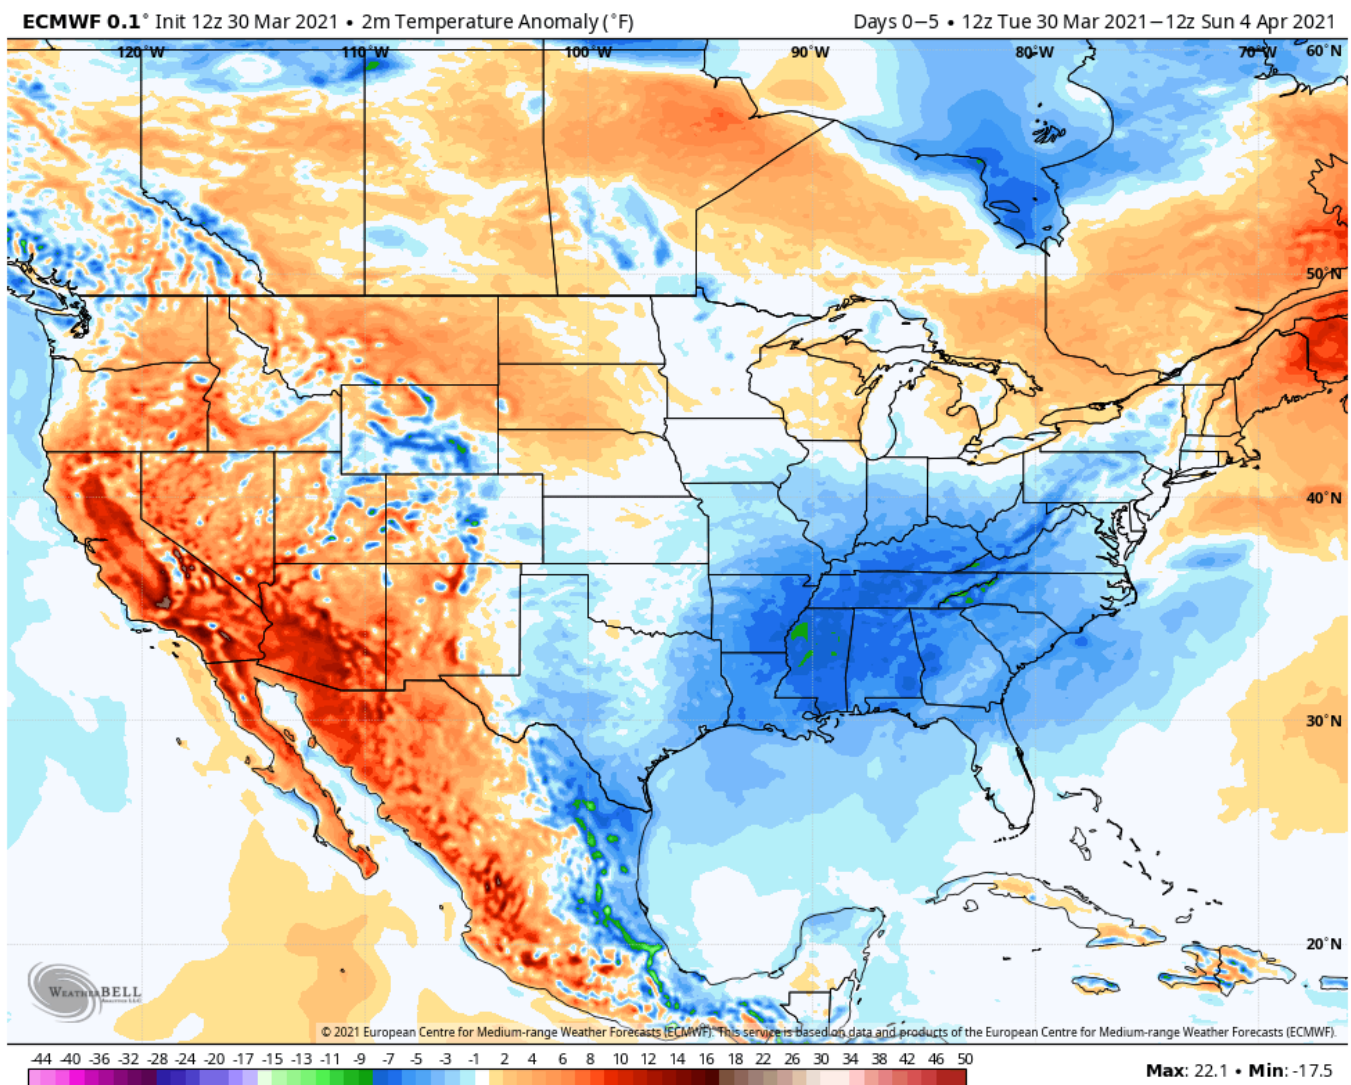 ECMWF 0.1° Init 12z 30 Mar 2021 • 2m Temperature Anomaly (°F) Days 0−5 • 12z Tue 30 Mar 2021−12z Sun 4 Apr 2021
120°W 110°W 100°W 90°W 80°W 70°W 60°N
50°N
40°N
30°N
20°N
WEATHERBELL
ANALYTICS LLC
© 2021 European Centre for Medium-range Weather Forecasts (ECMWF). This service is based on data and products of the European Centre for Medium-range Weather Forecasts (ECMWF).
-44 -40 -36 -32 -28 -24 -20 -17 -15 -13 -11 -9 -7 -5 -3 -1 2 4 6 8 10 12 14 16 18 22 26 30 34 38 42 46 50
Max: 22.1 • Min: -17.5